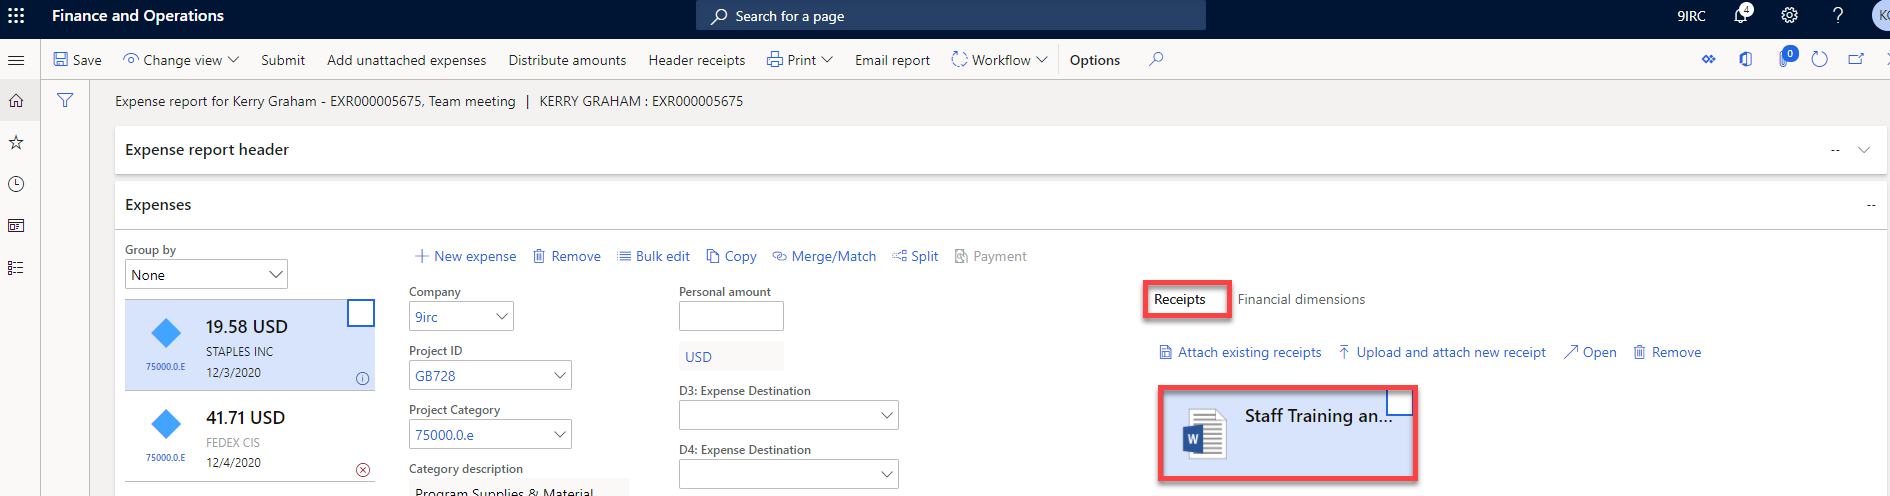 Finance and Operations
Search for a page
9IRC
4
?
Save
Change view
Submit
Add unattached expenses
Distribute amounts
Header receipts
Print
Email report
Workflow
Options
0
Expense report for Kerry Graham - EXR000005675, Team meeting | KERRY GRAHAM : EXR000005675
Expense report header
--
Expenses
--
Group by
None
New expense
Remove
Bulk edit
Copy
Merge/Match
Split
Payment
19.58 USD
STAPLES INC
75000.0.E
12/3/2020
41.71 USD
FEDEX CIS
75000.0.E
12/4/2020
Company
9irc
Project ID
GB728
Project Category
75000.0.e
Category description
Program Supplies & Material
Personal amount
USD
D3: Expense Destination
D4: Expense Destination
Receipts
Financial dimensions
Attach existing receipts
Upload and attach new receipt
Open
Remove
W
Staff Training an...